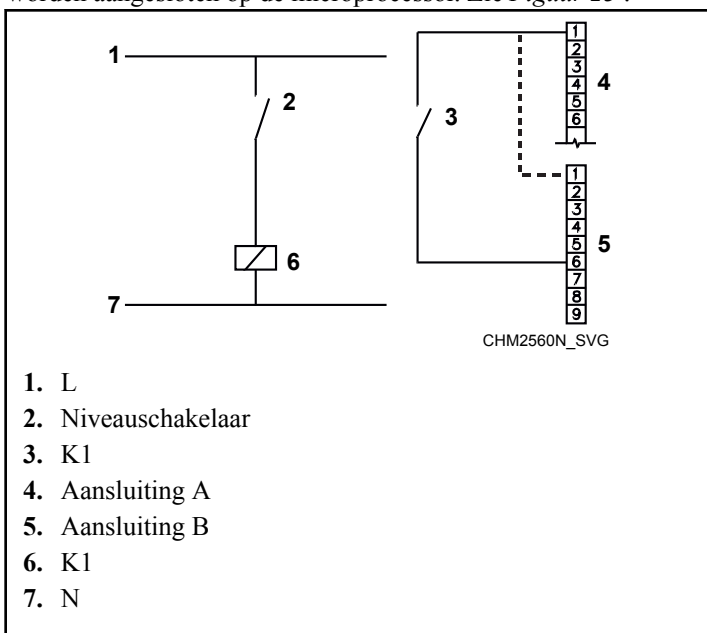 worden aangesloten op de microprocessor. Zie Figuur
1
2
3
1
2
3
4
5
6
4
1
2
3
4
5
6
7
8
9
5
6
7
CHM2560N_SVG
1. L
2. Niveauschakelaar
3. K1
4. Aansluiting A
5. Aansluiting B
6. K1
7. N